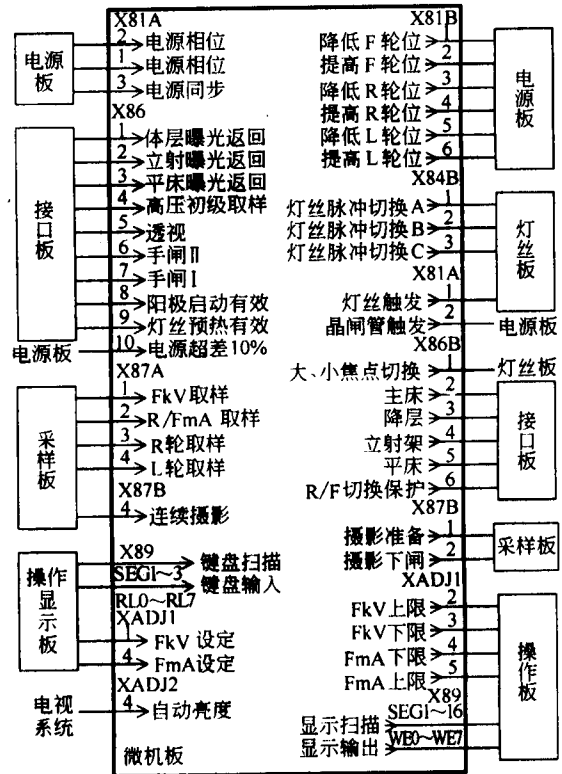 X81A
电源板
2 电源相位
1 电源相位
3 电源同步
X86
接口板
1 体层曝光返回
2 立射曝光返回
3 平床曝光返回
4 高压初级取样
5 透视
6 手闸Ⅱ
7 手闸Ⅰ
8 阳极启动有效
9 灯丝预热有效
电源板 10 电源超差10%
X87A
采样板
1 FkV取样
2 R/FmA 取样
3 R轮取样
4 L轮取样
X87B
4 连续摄影
操作显示板
X89
键盘扫描
SEG1~3
键盘输入
RL0~RL7
XADJ1
1 FkV 设定
4 FmA设定
XADJ2
电视系统
4 自动亮度
微机板
X81B
降低F轮位 1
提高F轮位 2
降低R轮位 3
提高R轮位 4
降低L轮位 5
提高L轮位 6
电源板
X84B
灯丝脉冲切换A 1
灯丝脉冲切换B 2
灯丝脉冲切换C 3
灯丝板
X81A
灯丝触发 1
晶闸管触发 2 电源板
X86B
大、小焦点切换 1 灯丝板
主床 2
降层 3
立射架 4
平床 5
R/F切换保护 6
接口板
X87B
摄影准备 1
摄影下闸 2
采样板
XADJ1
FkV上限 2
FkV下限 3
FmA下限 4
FmA上限 5
操作板
X89
SEG1~16
显示扫描
WE0~WE7
显示输出